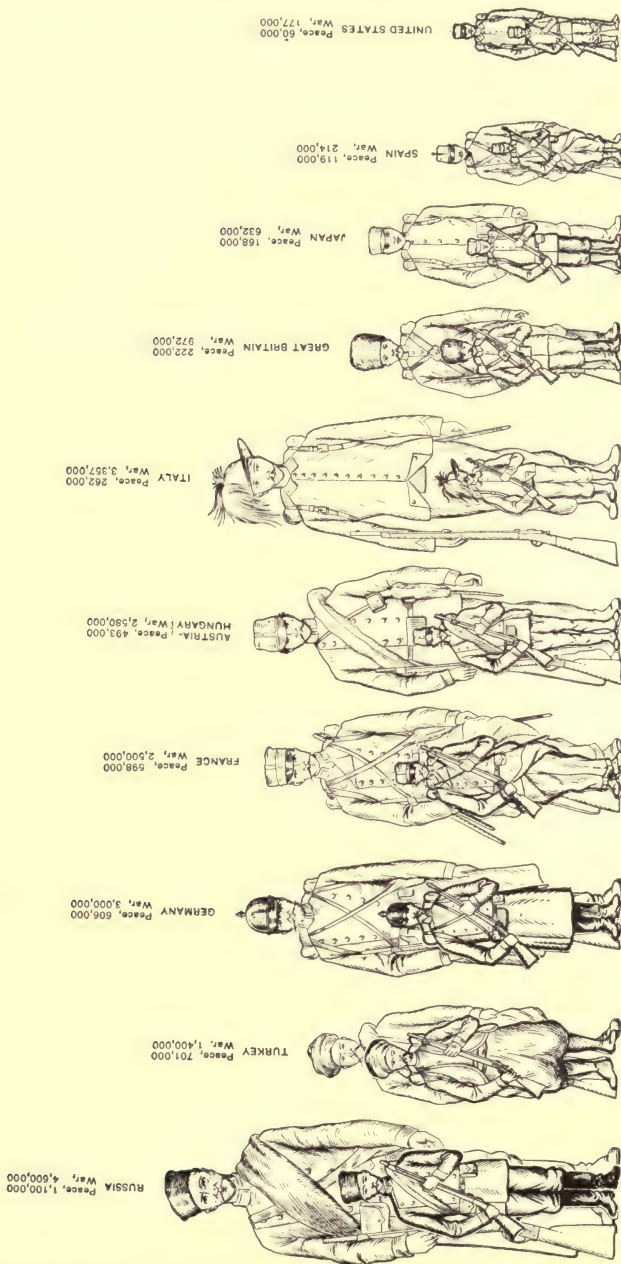 RUSSIA Peace, 1,100,000
War, 4,600,000
TURKEY Peace, 701,000
War. 1,400,000
GERMANY Peace, 606,000
War, 3,000,000
FRANCE Peace, 598,000
War, 2,500,000
AUSTRIA- { Peace, 493,000
HUNGARY { War, 2,580,000
ITALY Peace, 262,000
War, 3,357,000
GREAT BRITAIN Peace, 222,000
War, 972,000
JAPAN Peace. 168,000
War, 632,000
SPAIN Peace, 119,000
War. 214,000
UNITED STATES Peace, 60,000
War, 177,000